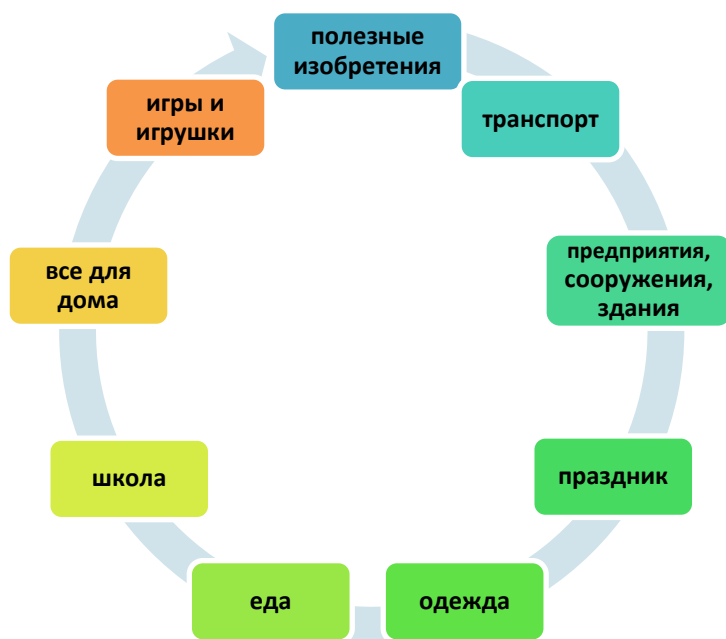 полезные
изобретения
транспорт
предприятия,
сооружения,
здания
праздник
одежда
еда
школа
все для
дома
игры и
игрушки